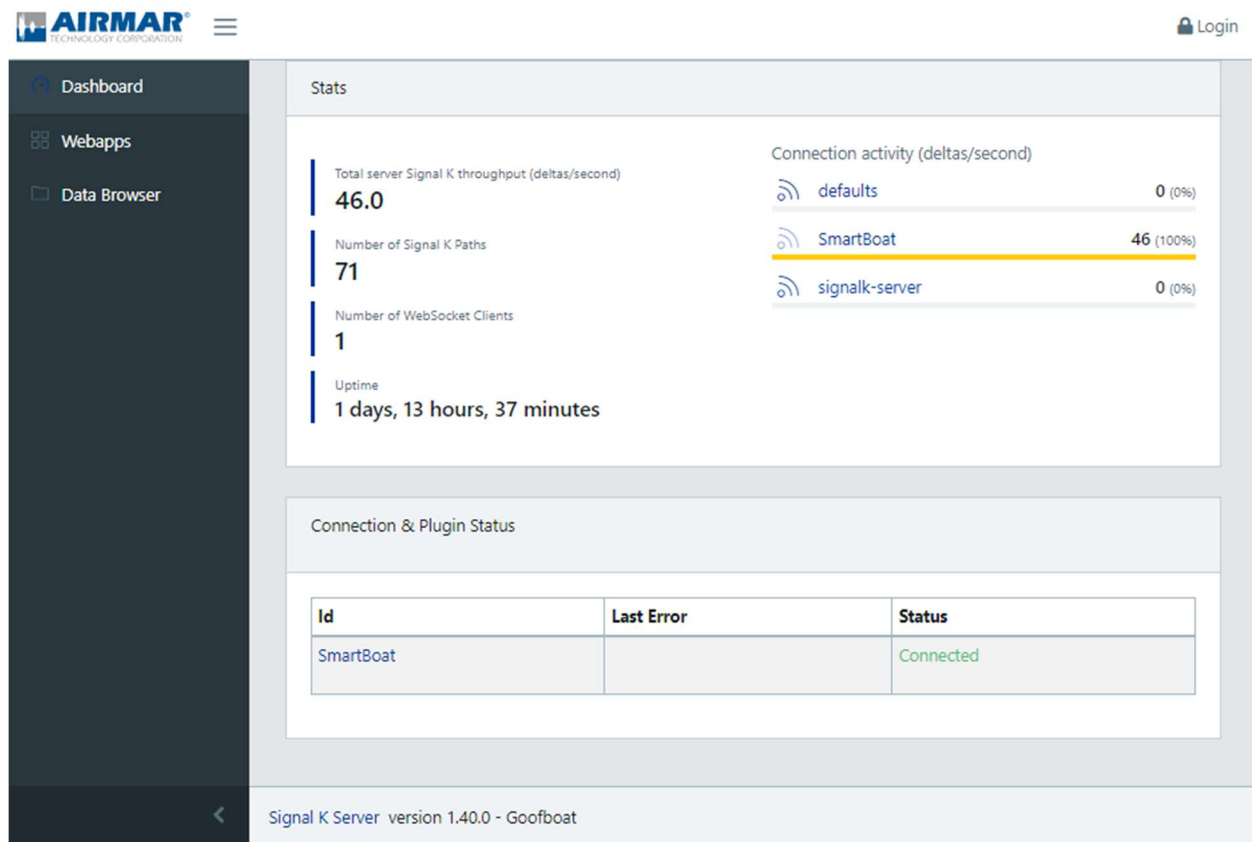 AIRMAR®
TECHNOLOGY CORPORATION
Login
Dashboard
Webapps
Data Browser
Stats
Total server Signal K throughput (deltas/second)
46.0
Number of Signal K Paths
71
Number of WebSocket Clients
1
Uptime
1 days, 13 hours, 37 minutes
Connection activity (deltas/second)
defaults 0 (0%)
SmartBoat 46 (100%)
signalk-server 0 (0%)
Connection & Plugin Status
Id Last Error Status
SmartBoat Connected
Signal K Server version 1.40.0 - Goofboat